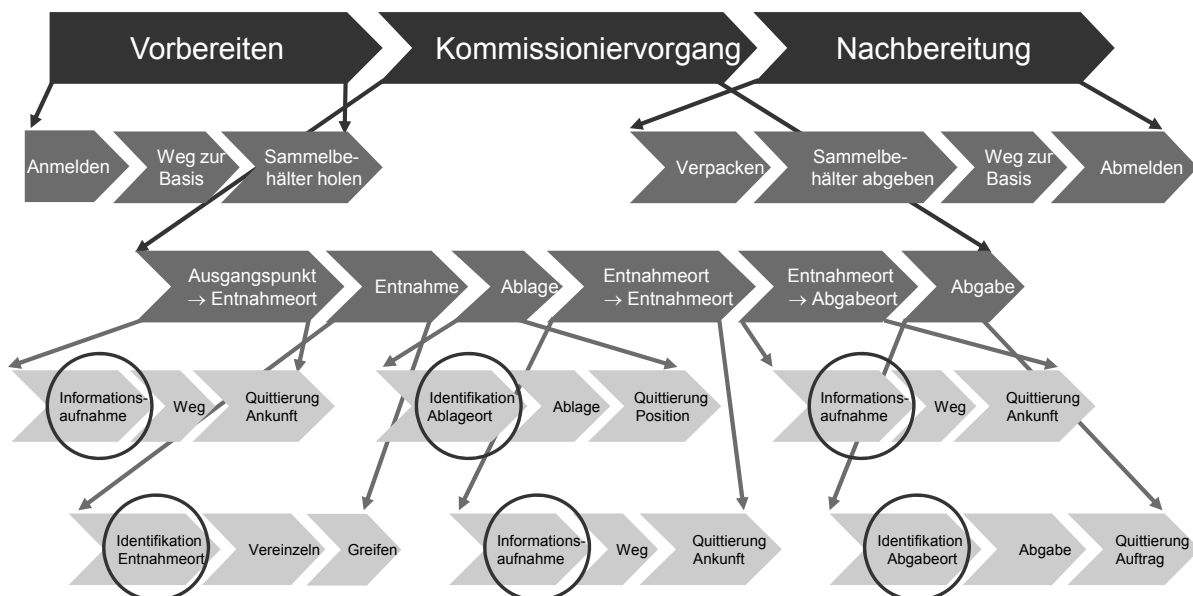 Vorbereiten
Kommissioniervorgang
Nachbereitung
Anmelden
Weg zur
Basis
Sammelbe-
hälter holen
Verpacken
Sammelbe-
hälter abgeben
Weg zur
Basis
Abmelden
Ausgangspunkt
→ Entnahmeort
Entnahme
Ablage
Entnahmeort
→ Entnahmeort
Entnahmeort
→ Abgabeort
Abgabe
Informations-
aufnahme
Weg
Quittierung
Ankunft
Identifikation
Ablageort
Ablage
Quittierung
Position
Informations-
aufnahme
Weg
Quittierung
Ankunft
Identifikation
Entnahmeort
Vereinzeln
Greifen
Informations-
aufnahme
Weg
Quittierung
Ankunft
Identifikation
Abgabeort
Abgabe
Quittierung
Auftrag